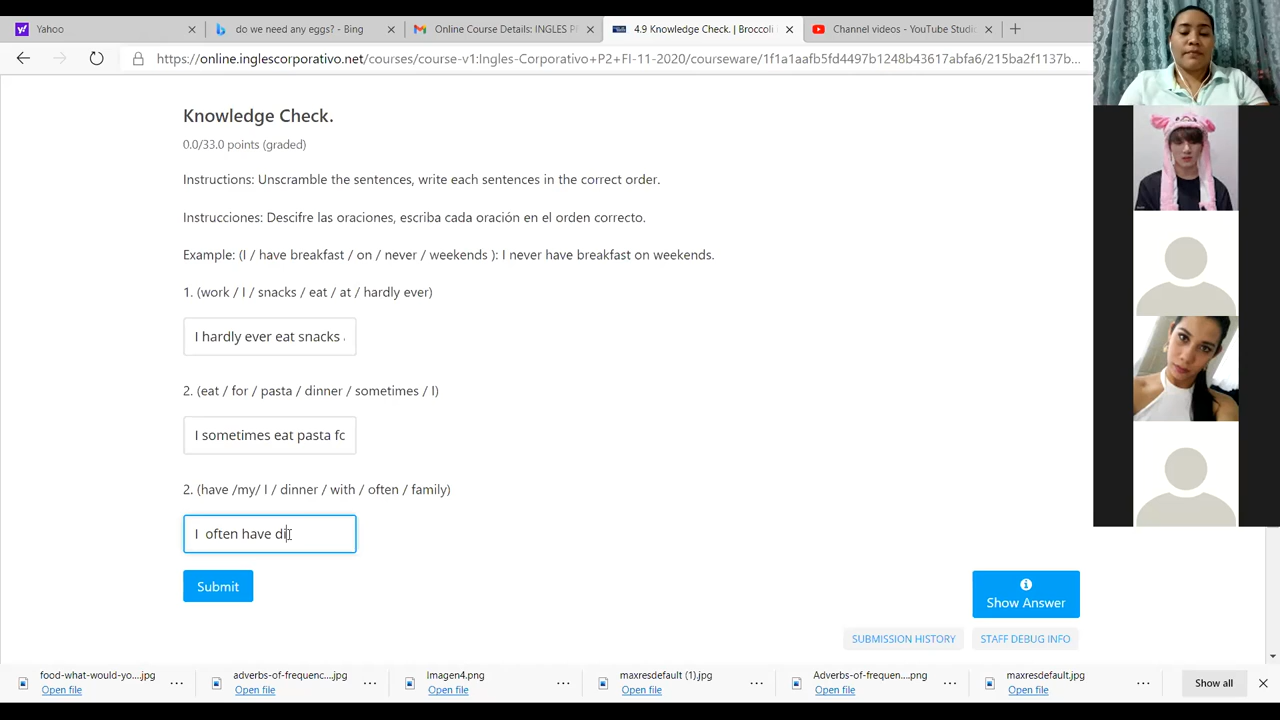 Yahoo
do we need any eggs? - Bing
Online Course Details: INGLES PF
4.9 Knowledge Check. | Broccoli
Channel videos - YouTube Studio
https://online.inglescorporativo.net/courses/course-v1:Ingles-Corporativo+P2+FI-11-2020/courseware/1f1a1aafb5fd4497b1248b43617abfa6/215ba2f1137b...
Knowledge Check.
0.0/33.0 points (graded)
Instructions: Unscramble the sentences, write each sentences in the correct order.
Instrucciones: Descifre las oraciones, escriba cada oración en el orden correcto.
Example: (I / have breakfast / on / never / weekends ): I never have breakfast on weekends.
1. (work / I / snacks / eat / at / hardly ever)
I hardly ever eat snacks
2. (eat / for / pasta / dinner / sometimes / I)
I sometimes eat pasta fo
2. (have /my/ I / dinner / with / often / family)
I  often have di
Submit
Show Answer
SUBMISSION HISTORY
STAFF DEBUG INFO
food-what-would-yo....jpg
Open file
adverbs-of-frequenc....jpg
Open file
Imagen4.png
Open file
maxresdefault (1).jpg
Open file
Adverbs-of-frequen....png
Open file
maxresdefault.jpg
Open file
Show all